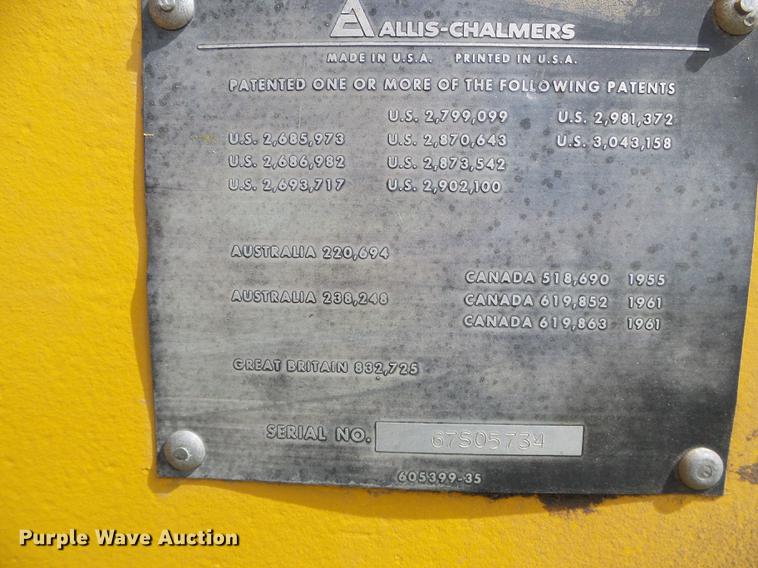 ALLIS-CHALMERS
MADE IN U.S.A. PRINTED IN U.S.A.
PATENTED ONE OR MORE OF THE FOLLOWING PATENTS
U.S. 2,799,099 U.S. 2,981,372
U.S. 2,685,973 U.S. 2,870,643 U.S. 3,043,158
U.S. 2,686,982 U.S. 2,873,542
U.S. 2,693,717 U.S. 2,902,100
AUSTRALIA 220,694
CANADA 518,690 1955
AUSTRALIA 238,248 CANADA 619,852 1961
CANADA 619,863 1961
GREAT BRITAIN 832,725
SERIAL NO. 67S05734
605399-35
Purple Wave Auction